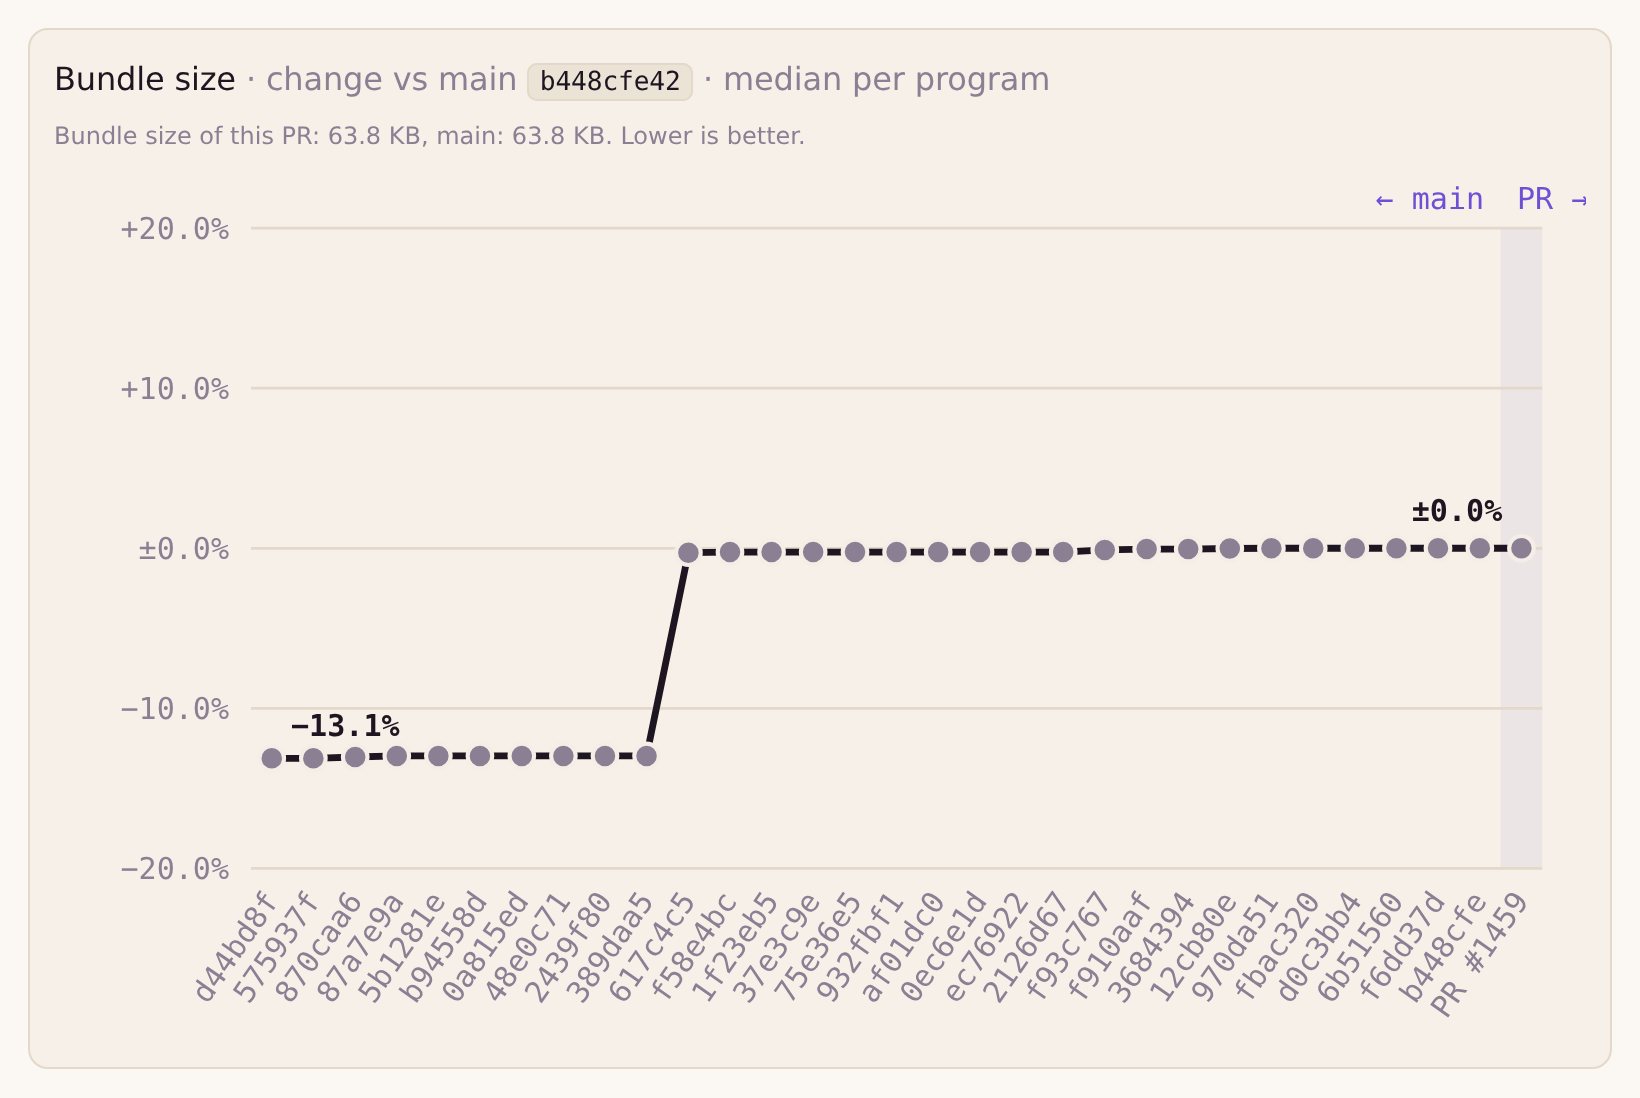 Bundle size · change vs main b448cfe42 · median per program
Bundle size of this PR: 63.8 KB, main: 63.8 KB. Lower is better.
← main PR →
+20.0%
+10.0%
±0.0%
±0.0%
−10.0%
−13.1%
−20.0%
d44bd8f
575937f
870caa6
87a7e9a
5b1281e
b94558d
0a815ed
48e0c71
2439f80
389daa5
617c4c5
f58e4bc
1f23eb5
37e3c9e
75e36e5
932fbf1
af01dc0
0ec6e1d
ec76922
2126d67
f93c767
f910aaf
3684394
12cb80e
970da51
fbac320
d0c3bb4
6b51560
f6dd37d
b448cfe
PR #1459